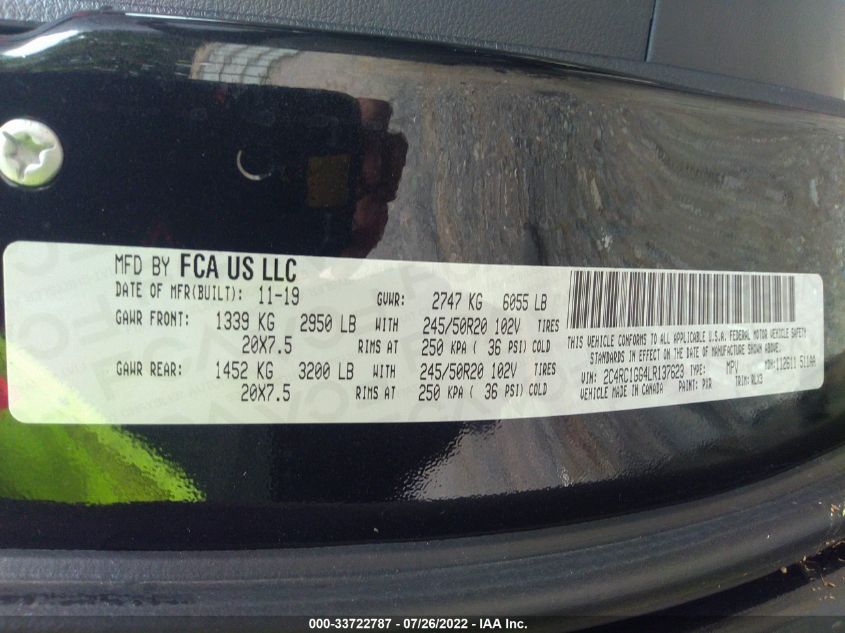 MFD BY FCA US LLC
DATE OF MFR(BUILT): 11-19 GVWR: 2747 KG 6055 LB
GAWR FRONT: 1339 KG 2950 LB WITH 245/50R20 102V TIRES
20X7.5 RIMS AT 250 KPA ( 36 PSI) COLD
GAWR REAR: 1452 KG 3200 LB WITH 245/50R20 102V TIRES
20X7.5 RIMS AT 250 KPA ( 36 PSI) COLD
THIS VEHICLE CONFORMS TO ALL APPLICABLE U.S.A. FEDERAL MOTOR VEHICLE SAFETY
STANDARDS IN EFFECT ON THE DATE OF MANUFACTURE SHOWN ABOVE.
VIN: 2C4RC1GG4LR137623 TYPE: MPV MDH:112611 511AA
VEHICLE MADE IN CANADA PAINT: PXR TRIM:RLX3
000-33722787 - 07/26/2022 - IAA Inc.